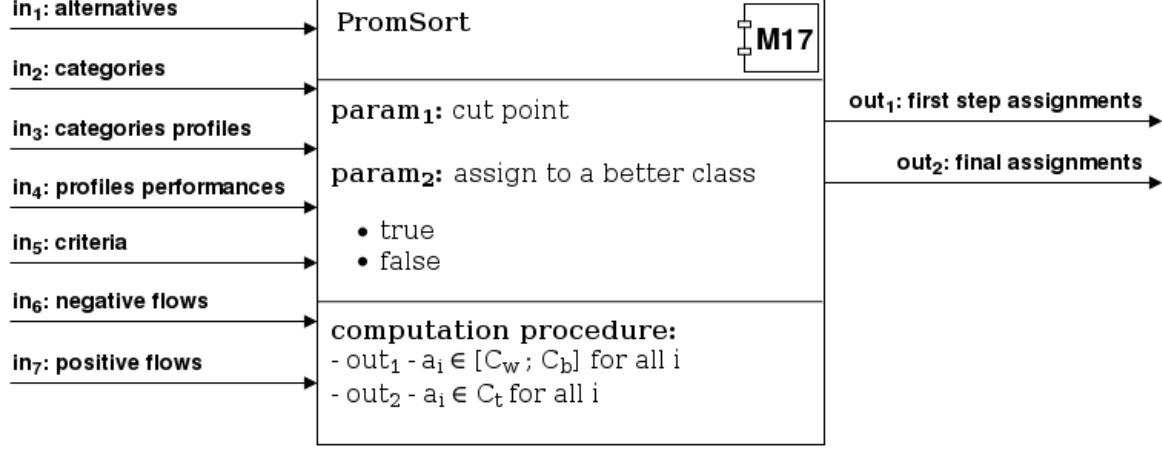 in₁: alternatives
in₂: categories
in₃: categories profiles
in₄: profiles performances
in₅: criteria
in₆: negative flows
in₇: positive flows
PromSort
M17
param₁: cut point
param₂: assign to a better class
• true
• false
computation procedure:
- out₁ - aᵢ ∈ [C_w ; C_b] for all i
- out₂ - aᵢ ∈ Cₜ for all i
out₁: first step assignments
out₂: final assignments